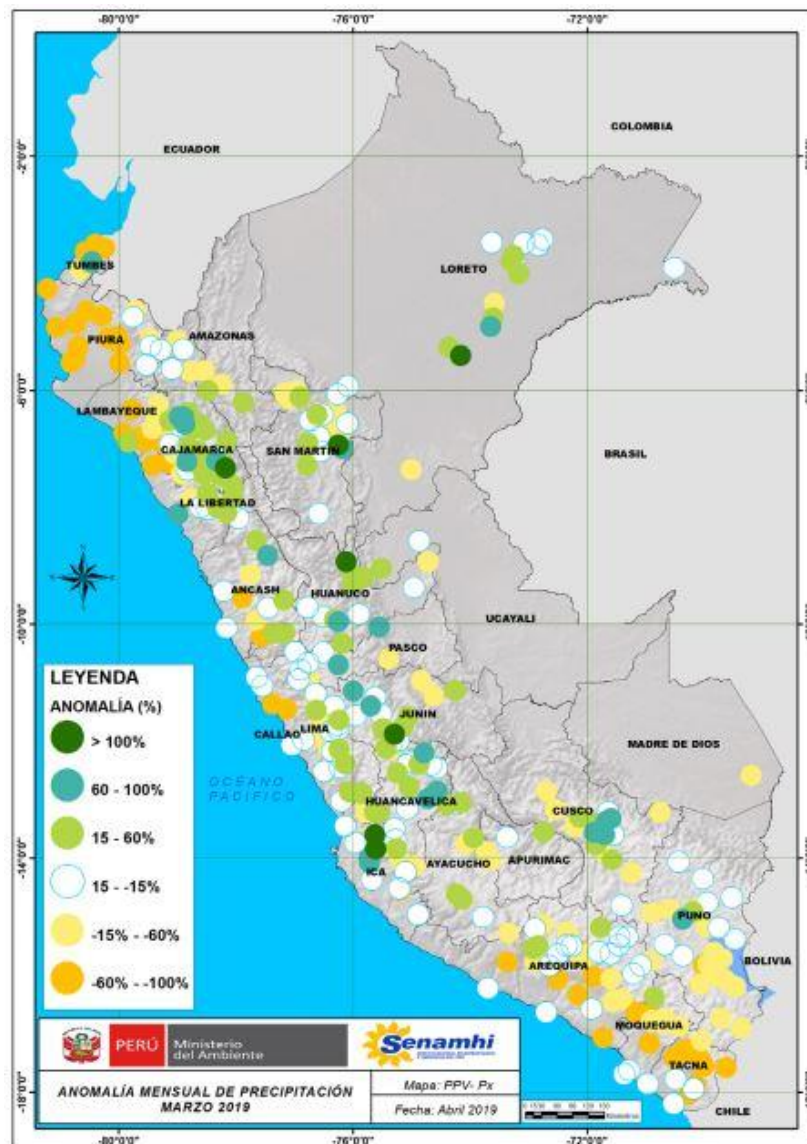 -80°0'0" -76°0'0" -72°0'0"
COLOMBIA
ECUADOR
-2°0'0"
TUMBES
LORETO
PIURA
AMAZONAS
-6°0'0"
LAMBAYEQUE
CAJAMARCA
SAN MARTÍN
BRASIL
LA LIBERTAD
ANCASH
HUANUCO
UCAYALI
-10°0'0"
PASCO
LEYENDA
ANOMALÍA (%)
> 100%
60 - 100%
15 - 60%
15 - -15%
-15% - -60%
-60% - -100%
JUNIN
LIMA
CALLAO
MADRE DE DIOS
OCÉANO
PACIFICO
HUANCAVELICA
CUSCO
-14°0'0"
ICA
AYACUCHO
APURIMAC
PUNO
AREQUIPA
BOLIVIA
MOQUEGUA
TACNA
-18°0'0"
CHILE
PERÚ
Ministerio
del Ambiente
Senamhi
ANOMALÍA MENSUAL DE PRECIPITACIÓN
MARZO 2019
Mapa: PPV- Px
Fecha: Abril 2019
-80°0'0" -76°0'0" -72°0'0"